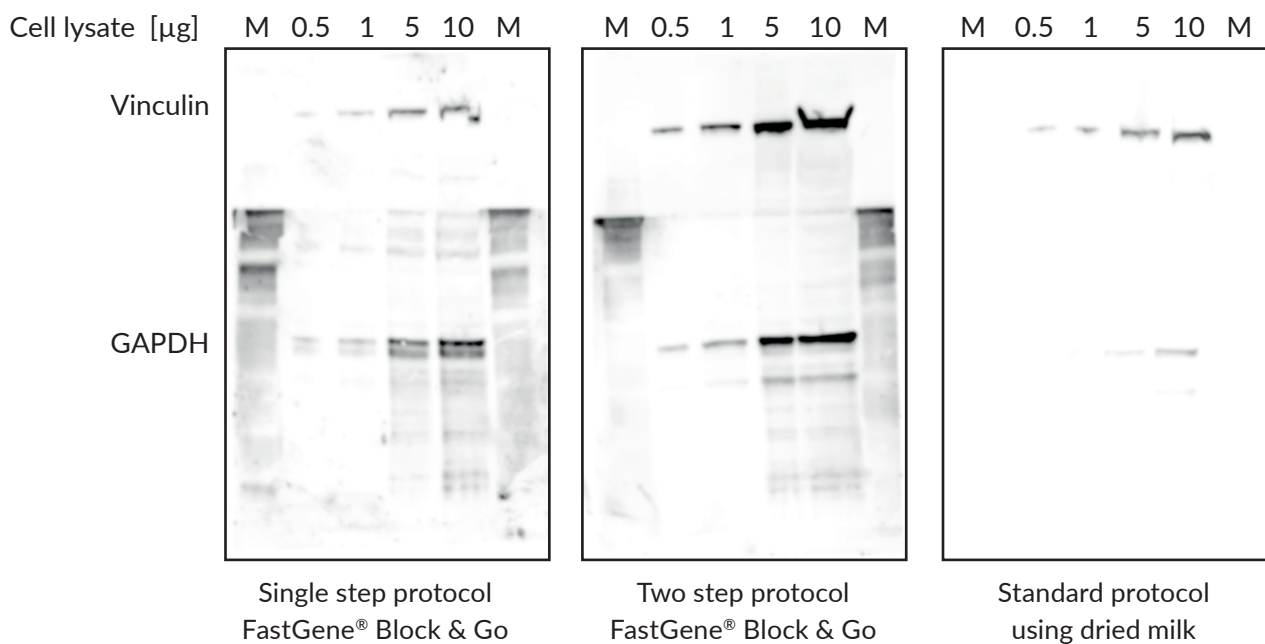 Cell lysate [µg] M 0.5 1 5 10 M M 0.5 1 5 10 M M 0.5 1 5 10 M
Vinculin
GAPDH
Single step protocol
FastGene® Block & Go
Two step protocol
FastGene® Block & Go
Standard protocol
using dried milk